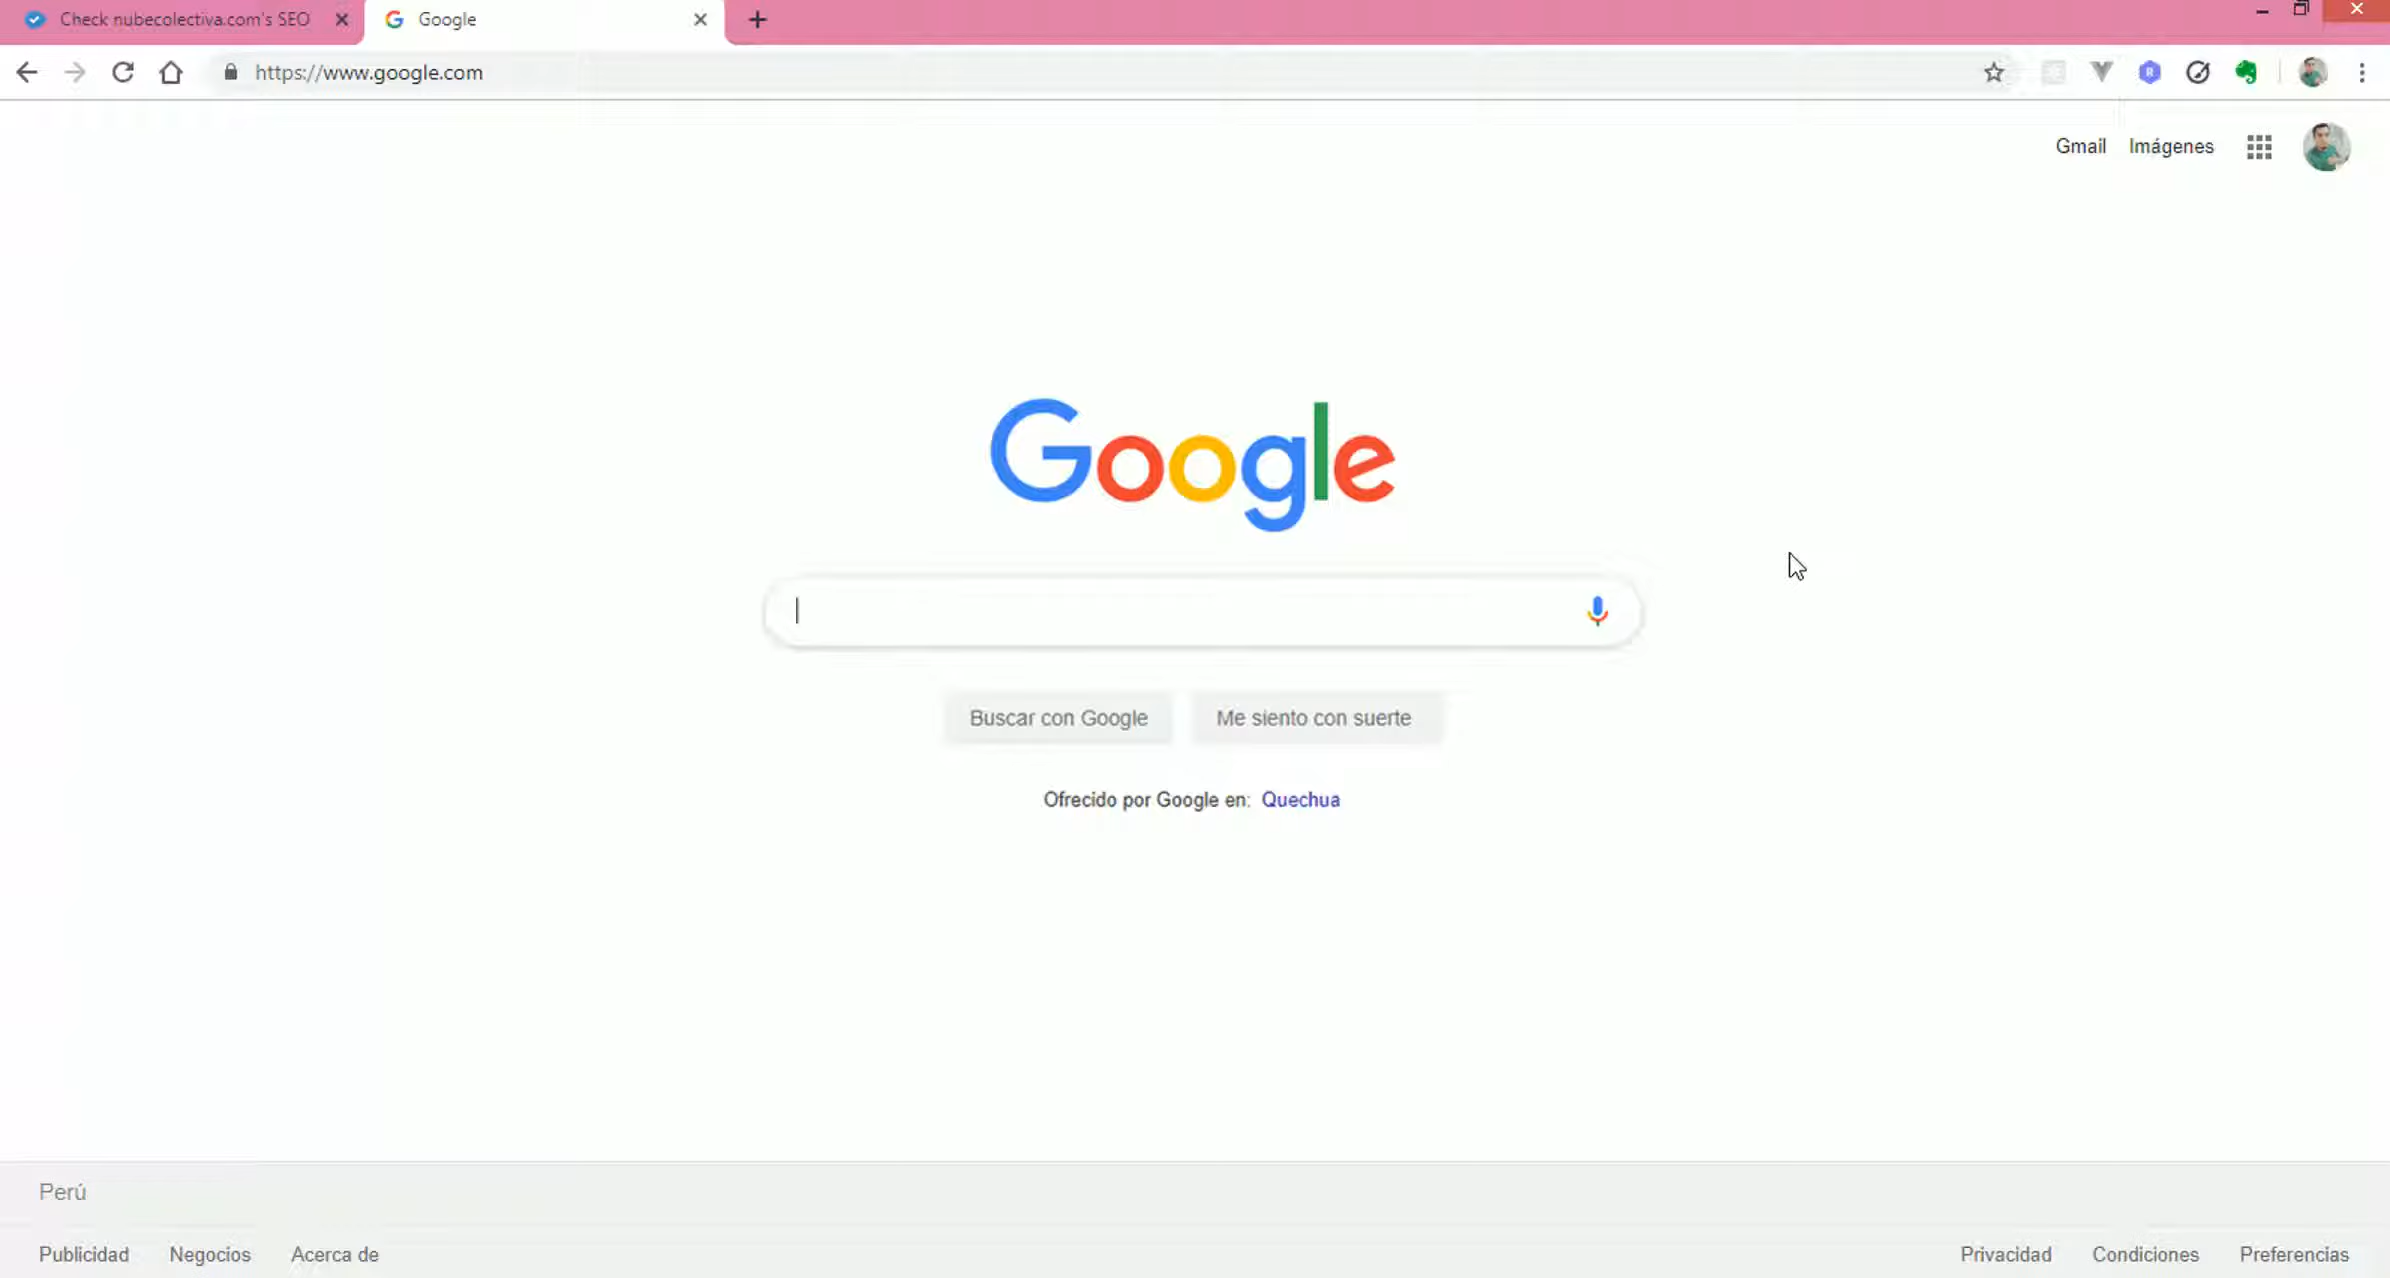 Check nubecolectiva.com's SEO
Google
https://www.google.com
Gmail Imágenes
Google
Buscar con Google Me siento con suerte
Ofrecido por Google en: Quechua
Perú
Publicidad Negocios Acerca de Privacidad Condiciones Preferencias